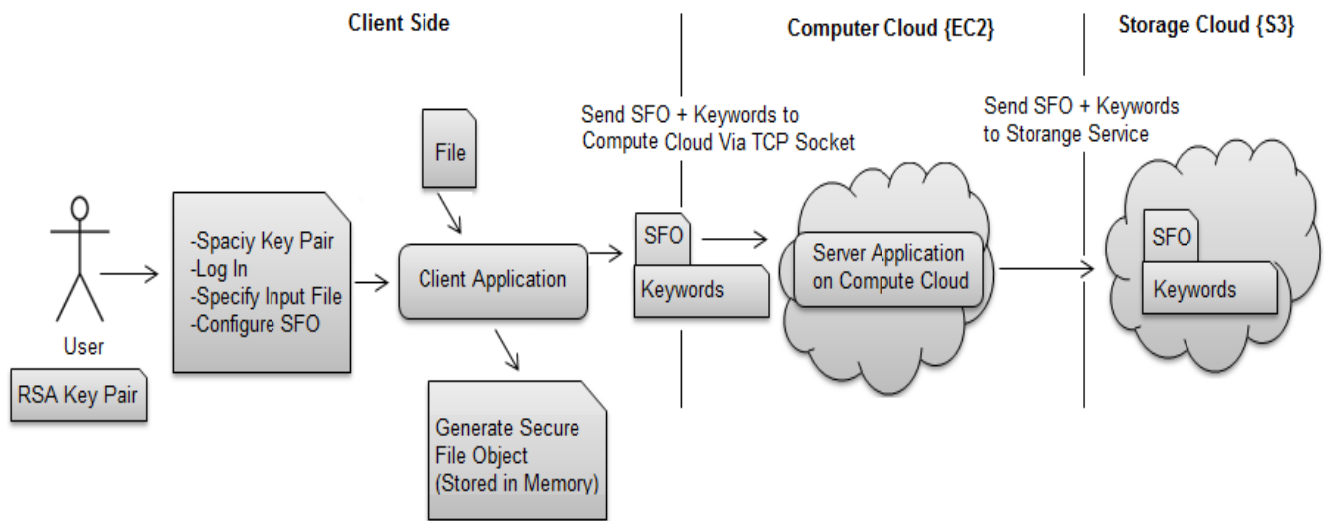 Client Side
Computer Cloud {EC2}
Storage Cloud {S3}
Send SFO + Keywords to
Compute Cloud Via TCP Socket
Send SFO + Keywords
to Storange Service
File
-Spaciy Key Pair
-Log In
-Specify Input File
-Configure SFO
Client Application
SFO
Keywords
Server Application
on Compute Cloud
SFO
Keywords
User
RSA Key Pair
Generate Secure
File Object
(Stored in Memory)